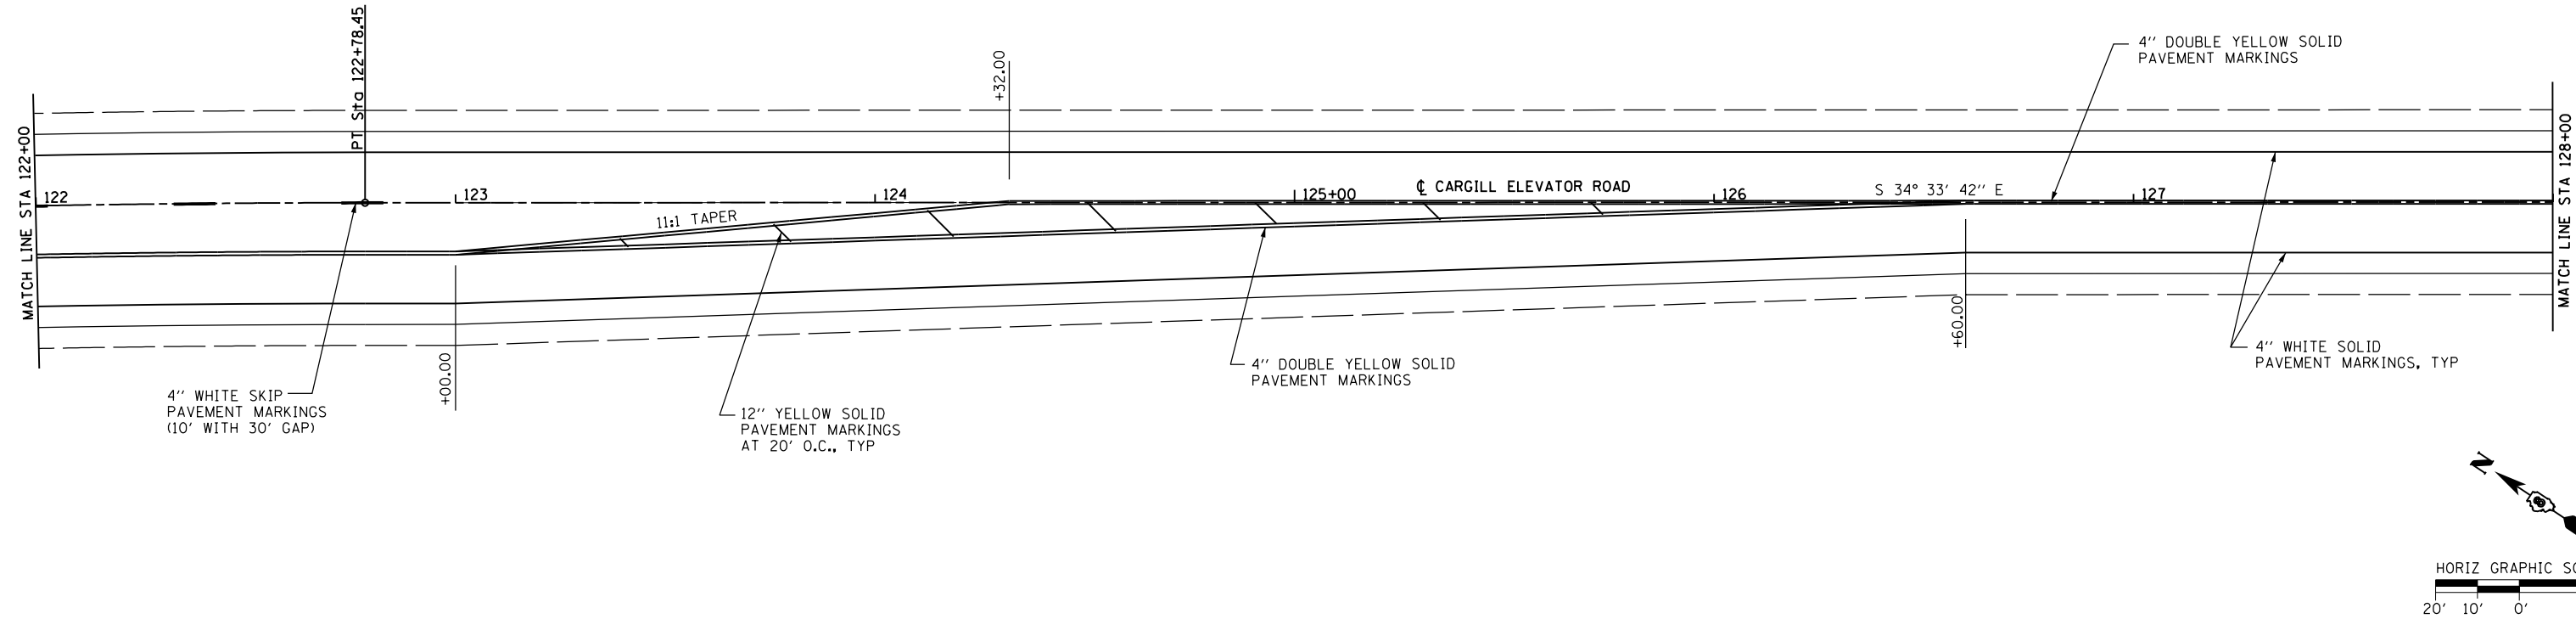 MATCH LINE STA 122+00
PT Sta 122+78.45
+32.00
4'' DOUBLE YELLOW SOLID
PAVEMENT MARKINGS
MATCH LINE STA 128+00
122
123
124
125+00
℄ CARGILL ELEVATOR ROAD
126
S 34° 33' 42'' E
127
11:1 TAPER
+00.00
+60.00
4'' WHITE SKIP
PAVEMENT MARKINGS
(10' WITH 30' GAP)
12'' YELLOW SOLID
PAVEMENT MARKINGS
AT 20' O.C., TYP
4'' DOUBLE YELLOW SOLID
PAVEMENT MARKINGS
4'' WHITE SOLID
PAVEMENT MARKINGS, TYP
N
HORIZ GRAPHIC
20' 10' 0'